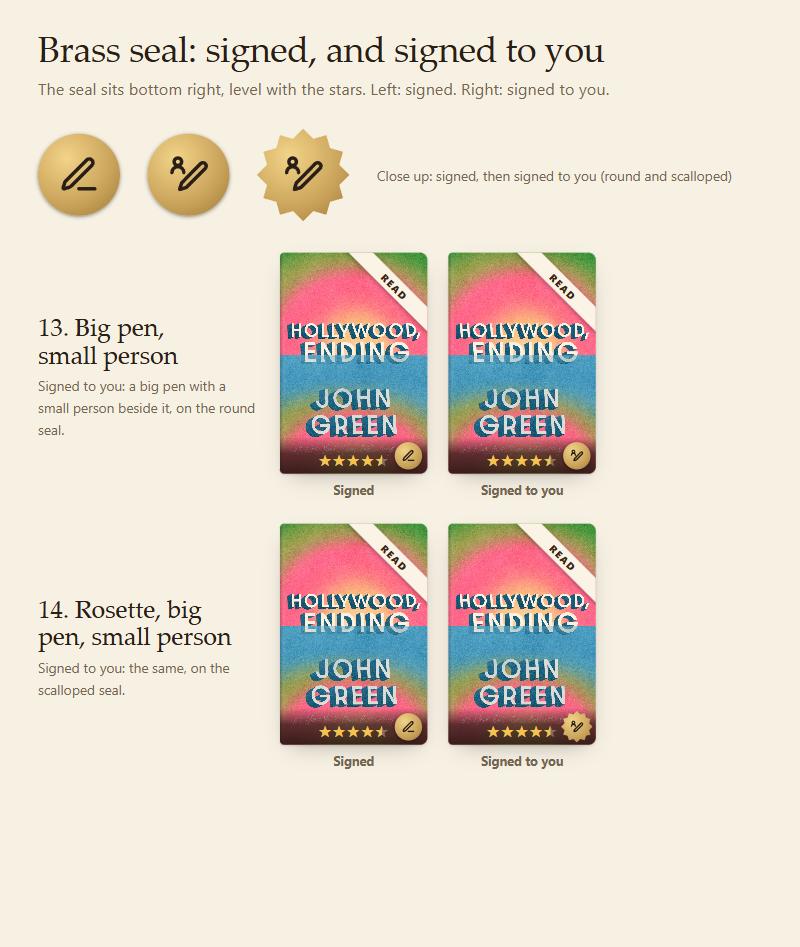 Brass seal: signed, and signed to you
The seal sits bottom right, level with the stars. Left: signed. Right: signed to you.
Close up: signed, then signed to you (round and scalloped)
13. Big pen,
small person
Signed to you: a big pen with a
small person beside it, on the round
seal.
READ
HOLLYWOOD,
ENDING
JOHN
GREEN
Signed
READ
HOLLYWOOD,
ENDING
JOHN
GREEN
Signed to you
14. Rosette, big
pen, small person
Signed to you: the same, on the
scalloped seal.
READ
HOLLYWOOD,
ENDING
JOHN
GREEN
Signed
READ
HOLLYWOOD,
ENDING
JOHN
GREEN
Signed to you